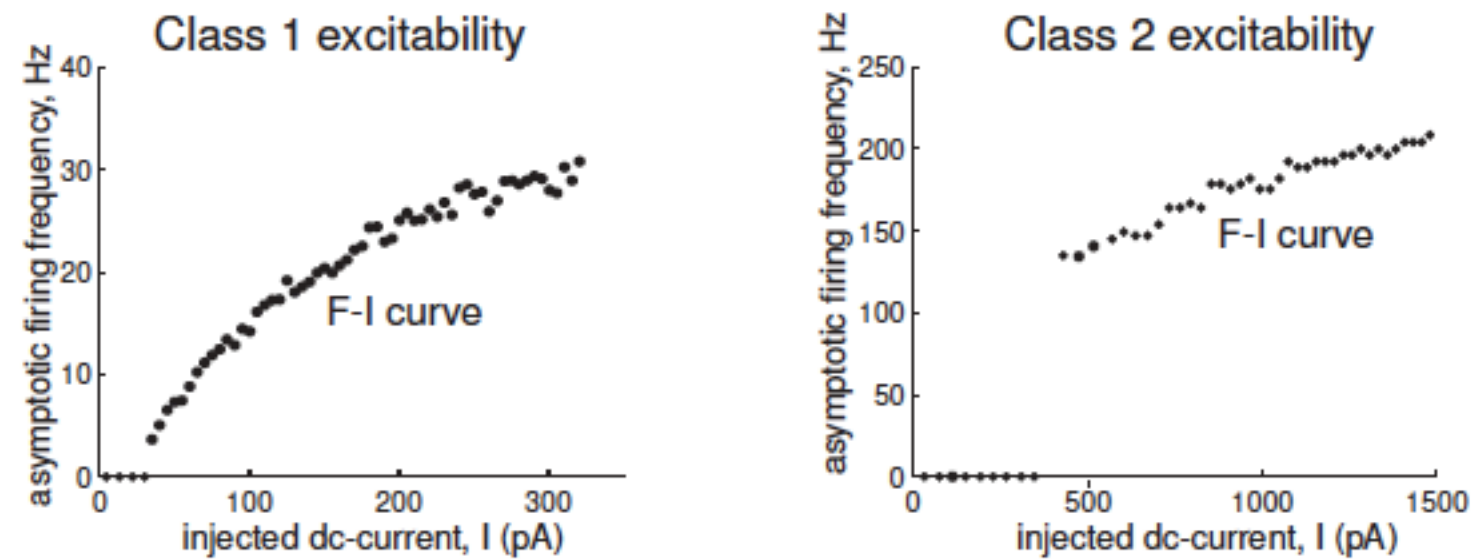 Class 1 excitability
asymptotic firing frequency, Hz
40
30
20
10
0
F-I curve
0 100 200 300
injected dc-current, I (pA)
Class 2 excitability
asymptotic firing frequency, Hz
250
200
150
100
50
0
F-I curve
0 500 1000 1500
injected dc-current, I (pA)